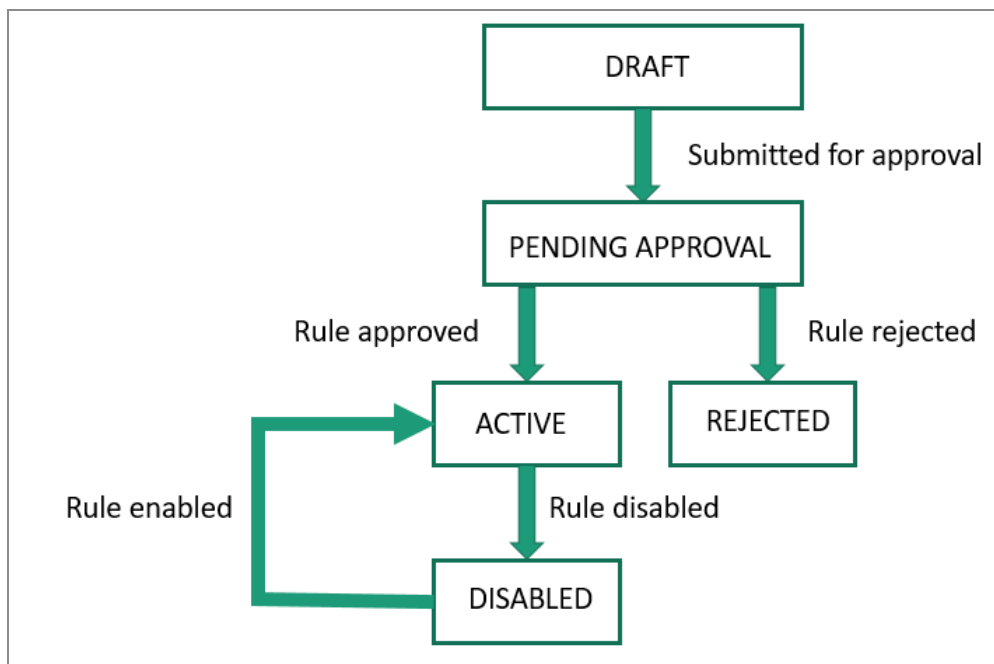 DRAFT
Submitted for approval
PENDING APPROVAL
Rule approved
Rule rejected
ACTIVE
REJECTED
Rule enabled
Rule disabled
DISABLED